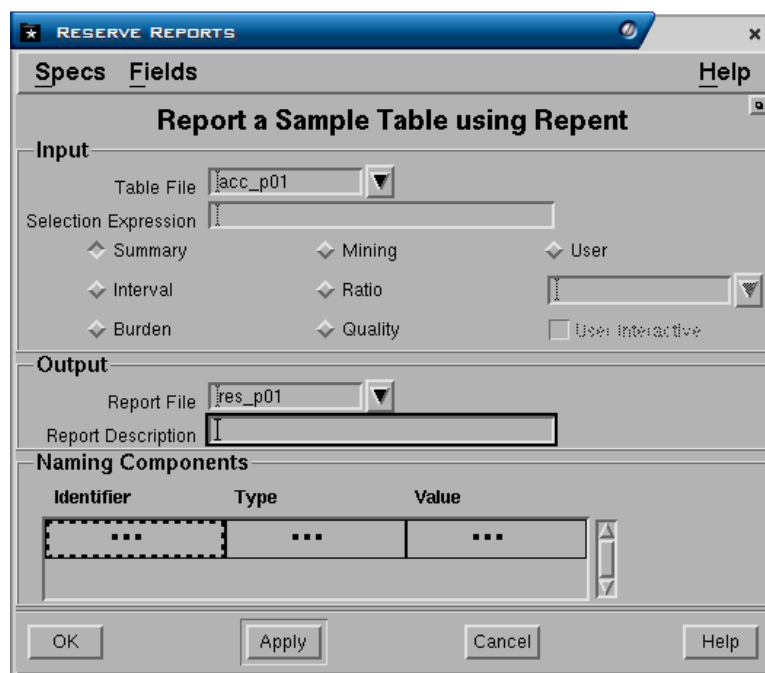 RESERVE REPORTS
Specs Fields Help
Report a Sample Table using Repent
Input
Table File acc_p01
Selection Expression
Summary Mining User
Interval Ratio
Burden Quality User Interactive
Output
Report File res_p01
Report Description
Naming Components
Identifier Type Value
... ... ...
OK Apply Cancel Help